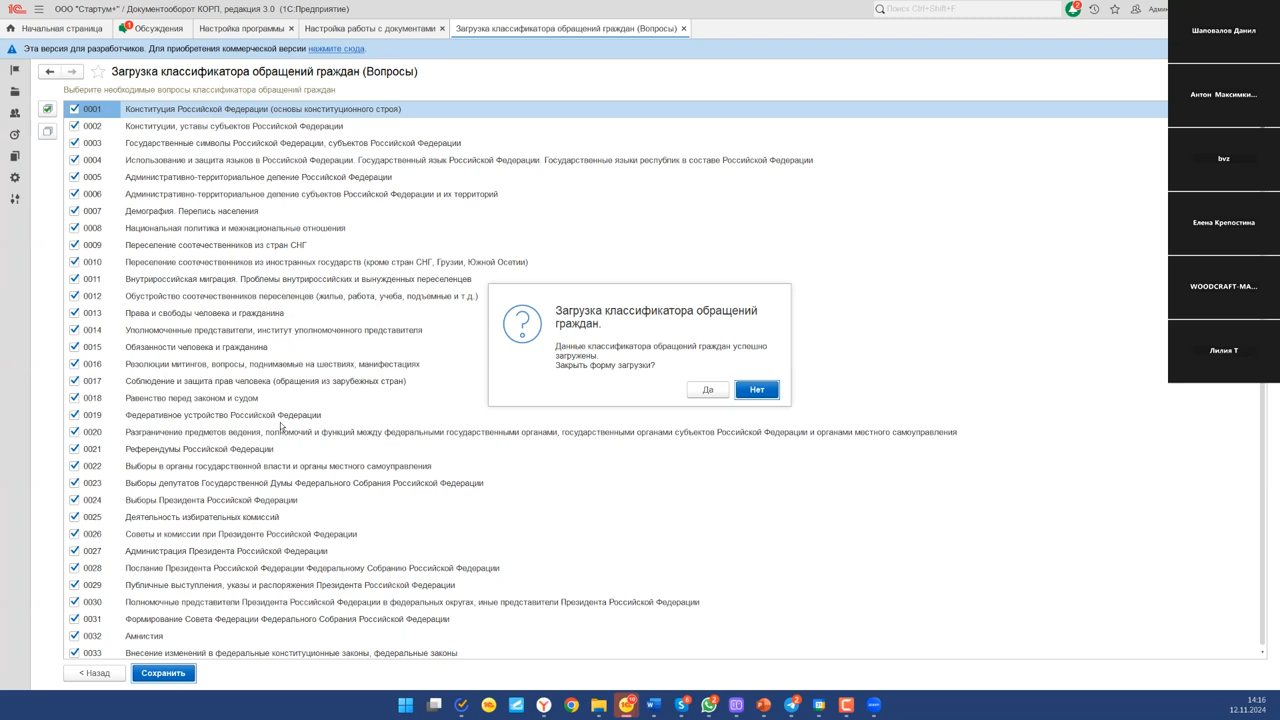 ООО "Стартум+" / Документооборот КОРП, редакция 3.0 (1С:Предприятие)
Поиск Ctrl+Shift+F
2
Начальная страница
1
Обсуждения
Настройка программы ×
Настройка работы с документами ×
Загрузка классификатора обращений граждан (Вопросы) ×
Эта версия для разработчиков. Для приобретения коммерческой версии нажмите сюда.
Загрузка классификатора обращений граждан (Вопросы)
Выберите необходимые вопросы классификатора обращений граждан
0001 Конституция Российской Федерации (основы конституционного строя)
0002 Конституции, уставы субъектов Российской Федерации
0003 Государственные символы Российской Федерации, субъектов Российской Федерации
0004 Использование и защита языков в Российской Федерации. Государственный язык Российской Федерации. Государственные языки республик в составе Российской Федерации
0005 Административно-территориальное деление Российской Федерации
0006 Административно-территориальное деление субъектов Российской Федерации и их территорий
0007 Демография. Перепись населения
0008 Национальная политика и межнациональные отношения
0009 Переселение соотечественников из стран СНГ
0010 Переселение соотечественников из иностранных государств (кроме стран СНГ, Грузии, Южной Осетии)
0011 Внутрироссийская миграция. Проблемы внутрироссийских и вынужденных переселенцев
0012 Обустройство соотечественников переселенцев (жилье, работа, учеба, подъемные и т.д.)
0013 Права и свободы человека и гражданина
0014 Уполномоченные представители, институт уполномоченного представителя
0015 Обязанности человека и гражданина
0016 Резолюции митингов, вопросы, поднимаемые на шествиях, манифестациях
0017 Соблюдение и защита прав человека (обращения из зарубежных стран)
0018 Равенство перед законом и судом
0019 Федеративное устройство Российской Федерации
0020 Разграничение предметов ведения, полномочий и функций между федеральными государственными органами, государственными органами субъектов Российской Федерации и органами местного самоуправления
0021 Референдумы Российской Федерации
0022 Выборы в органы государственной власти и органы местного самоуправления
0023 Выборы депутатов Государственной Думы Федерального Собрания Российской Федерации
0024 Выборы Президента Российской Федерации
0025 Деятельность избирательных комиссий
0026 Советы и комиссии при Президенте Российской Федерации
0027 Администрация Президента Российской Федерации
0028 Послание Президента Российской Федерации Федеральному Собранию Российской Федерации
0029 Публичные выступления, указы и распоряжения Президента Российской Федерации
0030 Полномочные представители Президента Российской Федерации в федеральных округах, иные представители Президента Российской Федерации
0031 Формирование Совета Федерации Федерального Собрания Российской Федерации
0032 Амнистия
0033 Внесение изменений в федеральные конституционные законы, федеральные законы
Загрузка классификатора обращений
граждан.
Данные классификатора обращений граждан успешно
загружены.
Закрыть форму загрузки?
Да
Нет
< Назад
Сохранить
Шаповалов Данил
Антон Максимки...
bvz
Елена Крепостина
WOODCRAFT-MA...
Лилия Т
14:16
12.11.2024